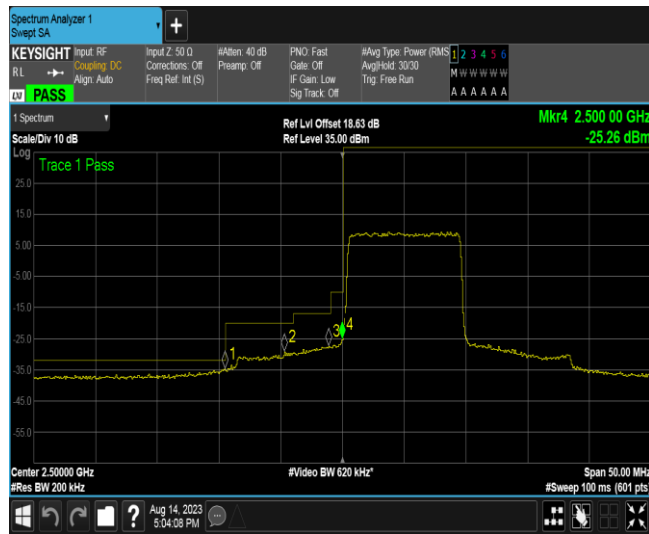 Spectrum Analyzer 1
Swept SA
+
KEYSIGHT
RL
LXI PASS
Input: RF
Coupling: DC
Align: Auto
Input Z: 50 Ω
Corrections: Off
Freq Ref: Int (S)
#Atten: 40 dB
Preamp: Off
PNO: Fast
Gate: Off
IF Gain: Low
Sig Track: Off
#Avg Type: Power (RMS
Avg|Hold: 30/30
Trig: Free Run
1 2 3 4 5 6
M W W W W W
A A A A A A
1 Spectrum
Scale/Div 10 dB
Ref Lvl Offset 18.63 dB
Ref Level 35.00 dBm
Mkr4 2.500 00 GHz
-25.26 dBm
Log
Trace 1 Pass
25.0
15.0
5.00
-5.00
-15.0
-25.0
-35.0
-45.0
-55.0
1
2
3
4
Center 2.50000 GHz
#Video BW 620 kHz*
Span 50.00 MHz
#Res BW 200 kHz
#Sweep 100 ms (601 pts)
?
Aug 14, 2023
5:04:08 PM